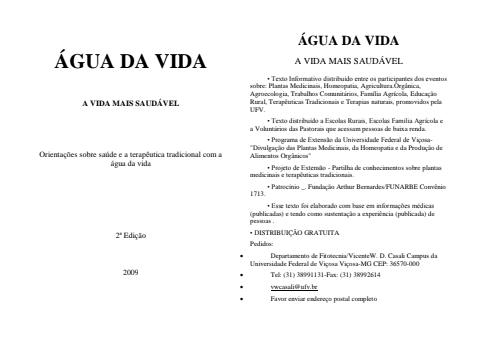 ÁGUA DA VIDA
A VIDA MAIS SAUDÁVEL
Orientações sobre saúde e a terapêutica tradicional com a
água da vida
2ª Edição
2009
ÁGUA DA VIDA
A VIDA MAIS SAUDÁVEL
• Texto Informativo distribuído entre os participantes dos eventos
sobre: Plantas Medicinais, Homeopatia, Agricultura.Orgânica,
Agroecologia, Trabalhos Comunitários, Família Agrícola, Educação
Rural, Terapêuticas Tradicionais e Terapias naturais, promovidos pela
UFV.
• Texto distribuído a Escolas Rurais, Escolas Família Agrícola e
a Voluntários das Pastorais que acessam pessoas de baixa renda.
• Programa de Extensão da Universidade Federal de Viçosa-
"Divulgação das Plantas Medicinais, da Homeopatia e da Produção de
Alimentos Orgânicos"
• Projeto de Extensão - Partilha de conhecimentos sobre plantas
medicinais e terapêuticas tradicionais.
• Patrocínio _. Fundação Arthur Bernardes/FUNARBE Convênio
1713.
• Esse texto foi elaborado com base em informações médicas
(publicadas) e tendo como sustentação a experiência (publicada) de
pessoas .
• DISTRIBUIÇÃO GRATUITA
Pedidos:
• Departamento de Fitotecnia/VicenteW. D. Casali Campus da
Universidade Federal de Viçosa Viçosa-MG CEP: 36570-000
• Tel: (31) 38991131-Fax: (31) 38992614
• vwcasali@ufv.br
• Favor enviar endereço postal completo